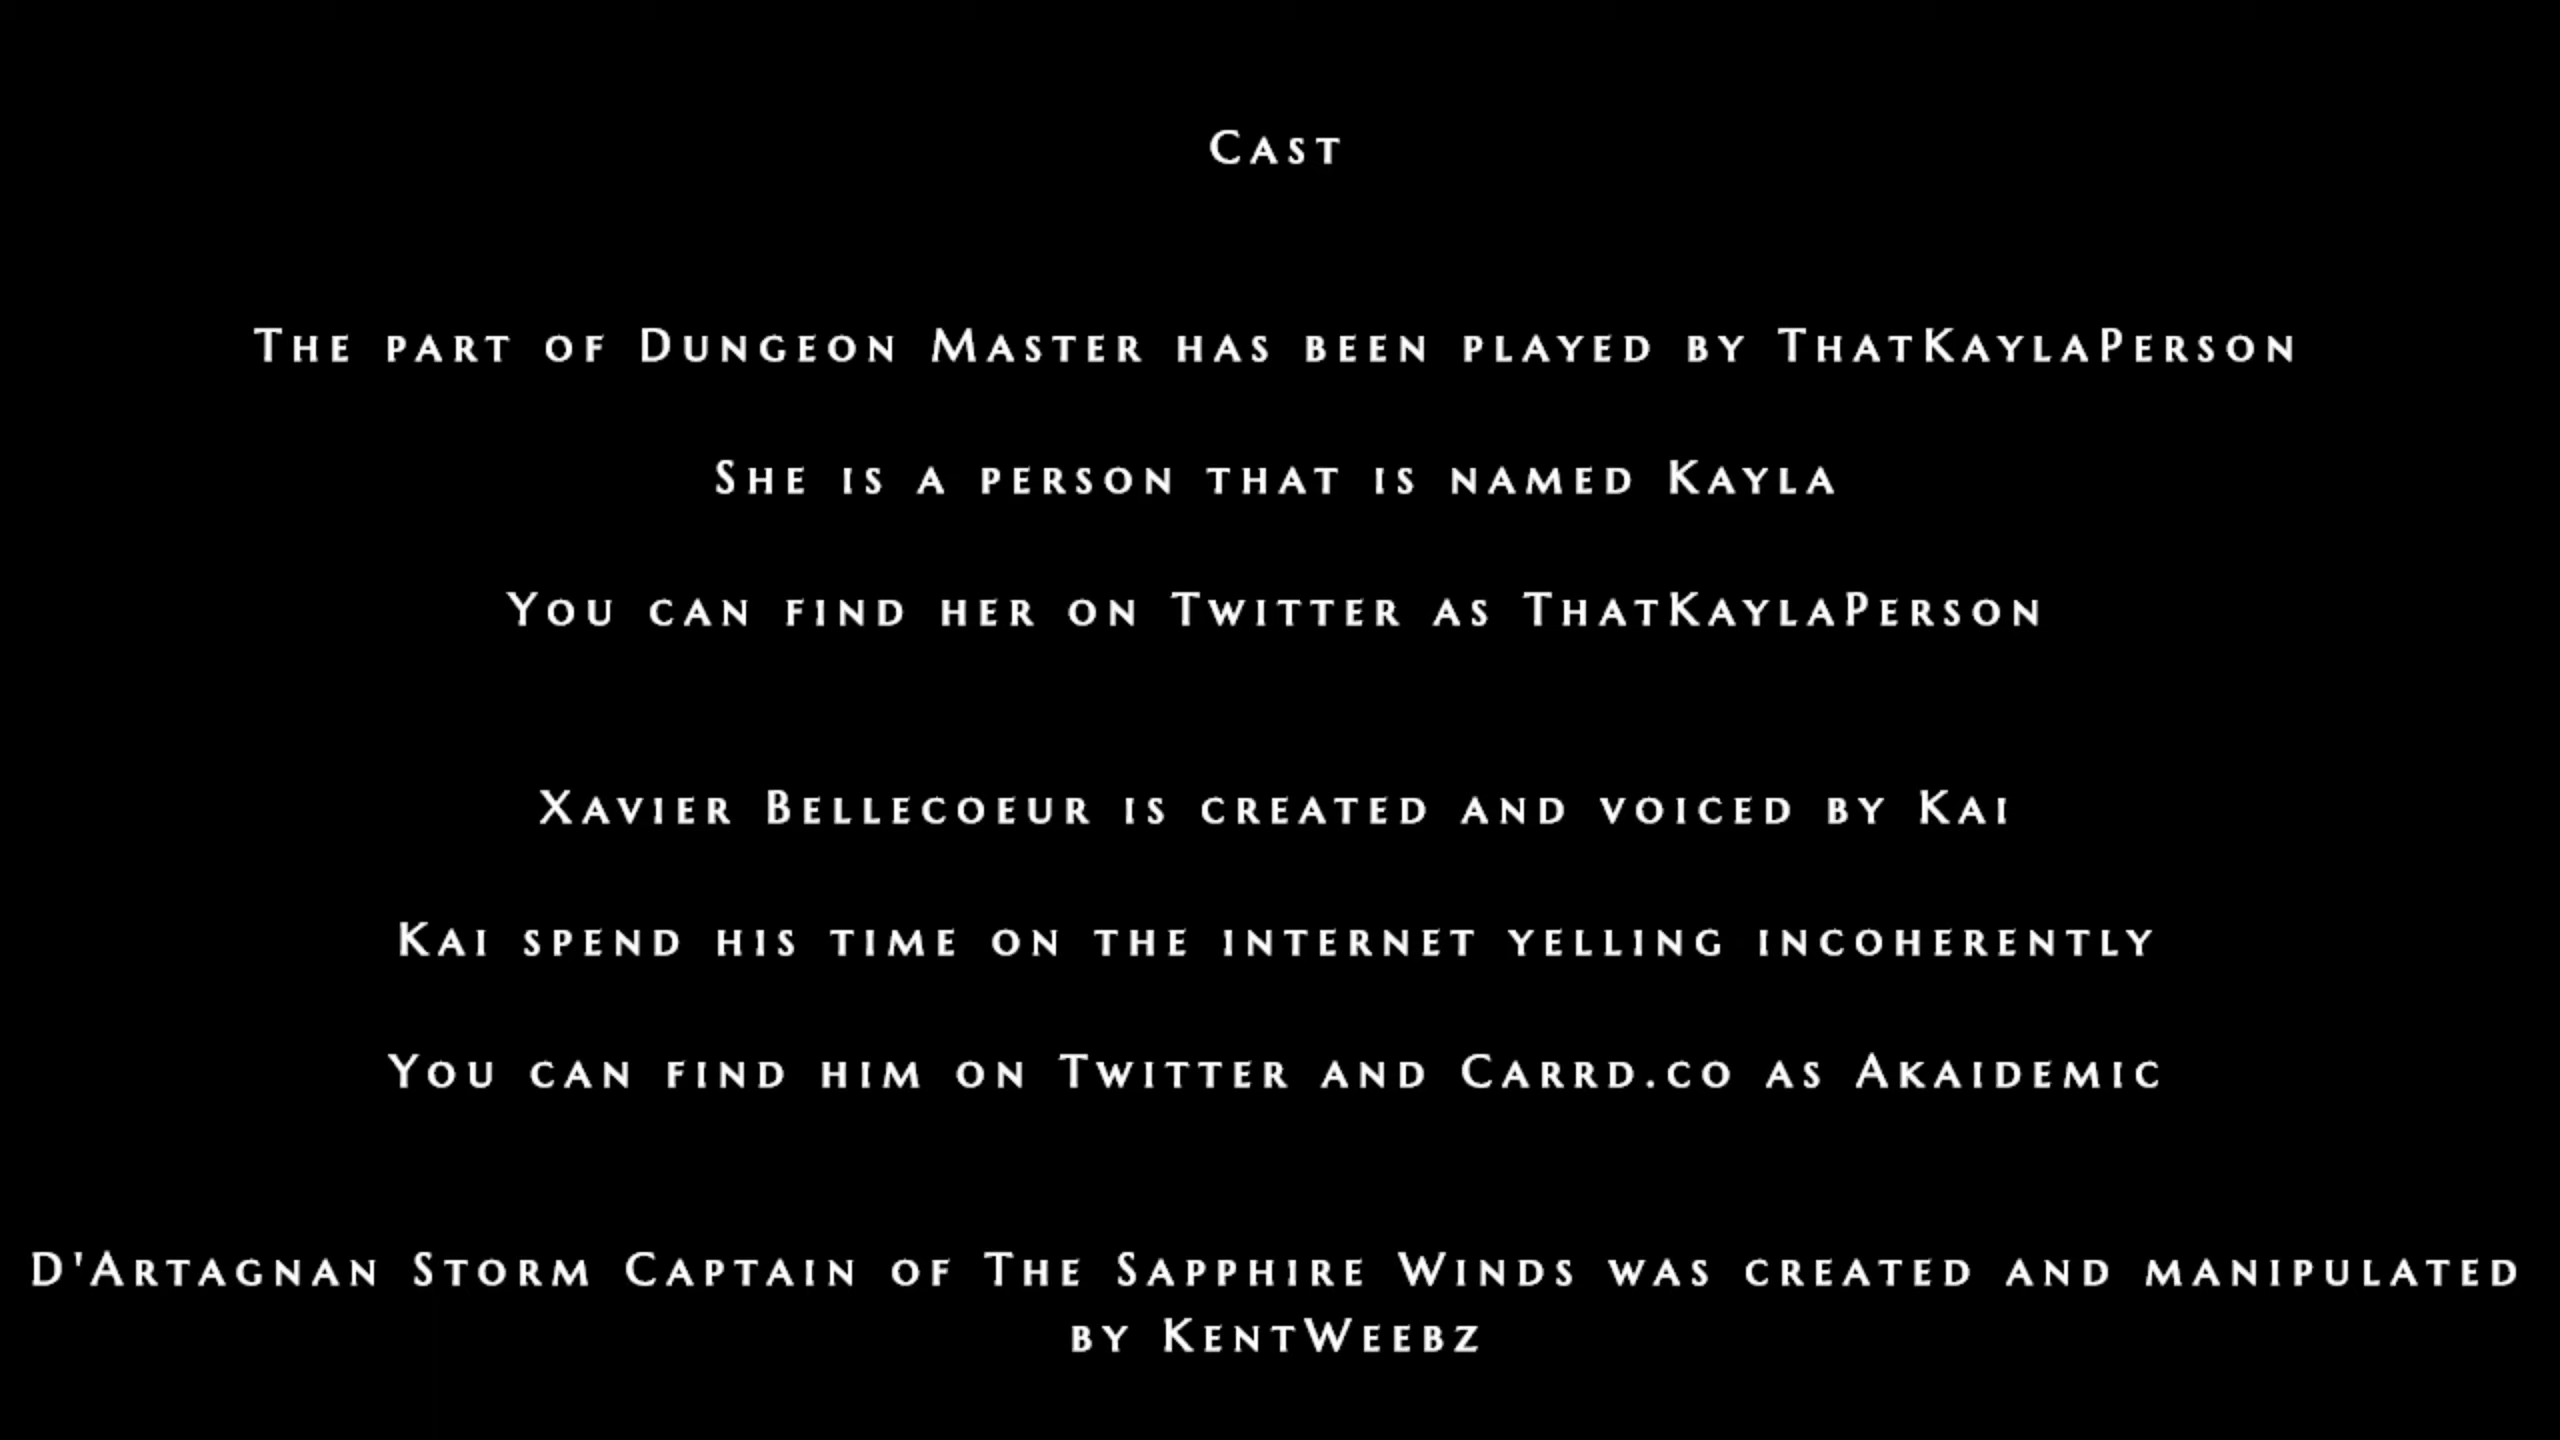 Cast
The part of Dungeon Master has been played by ThatKaylaPerson
She is a person that is named Kayla
You can find her on Twitter as ThatKaylaPerson
Xavier Bellecoeur is created and voiced by Kai
Kai spend his time on the internet yelling incoherently
You can find him on Twitter and Carrd.co as Akaidemic
D'Artagnan Storm Captain of The Sapphire Winds was created and manipulated
by KentWeebz